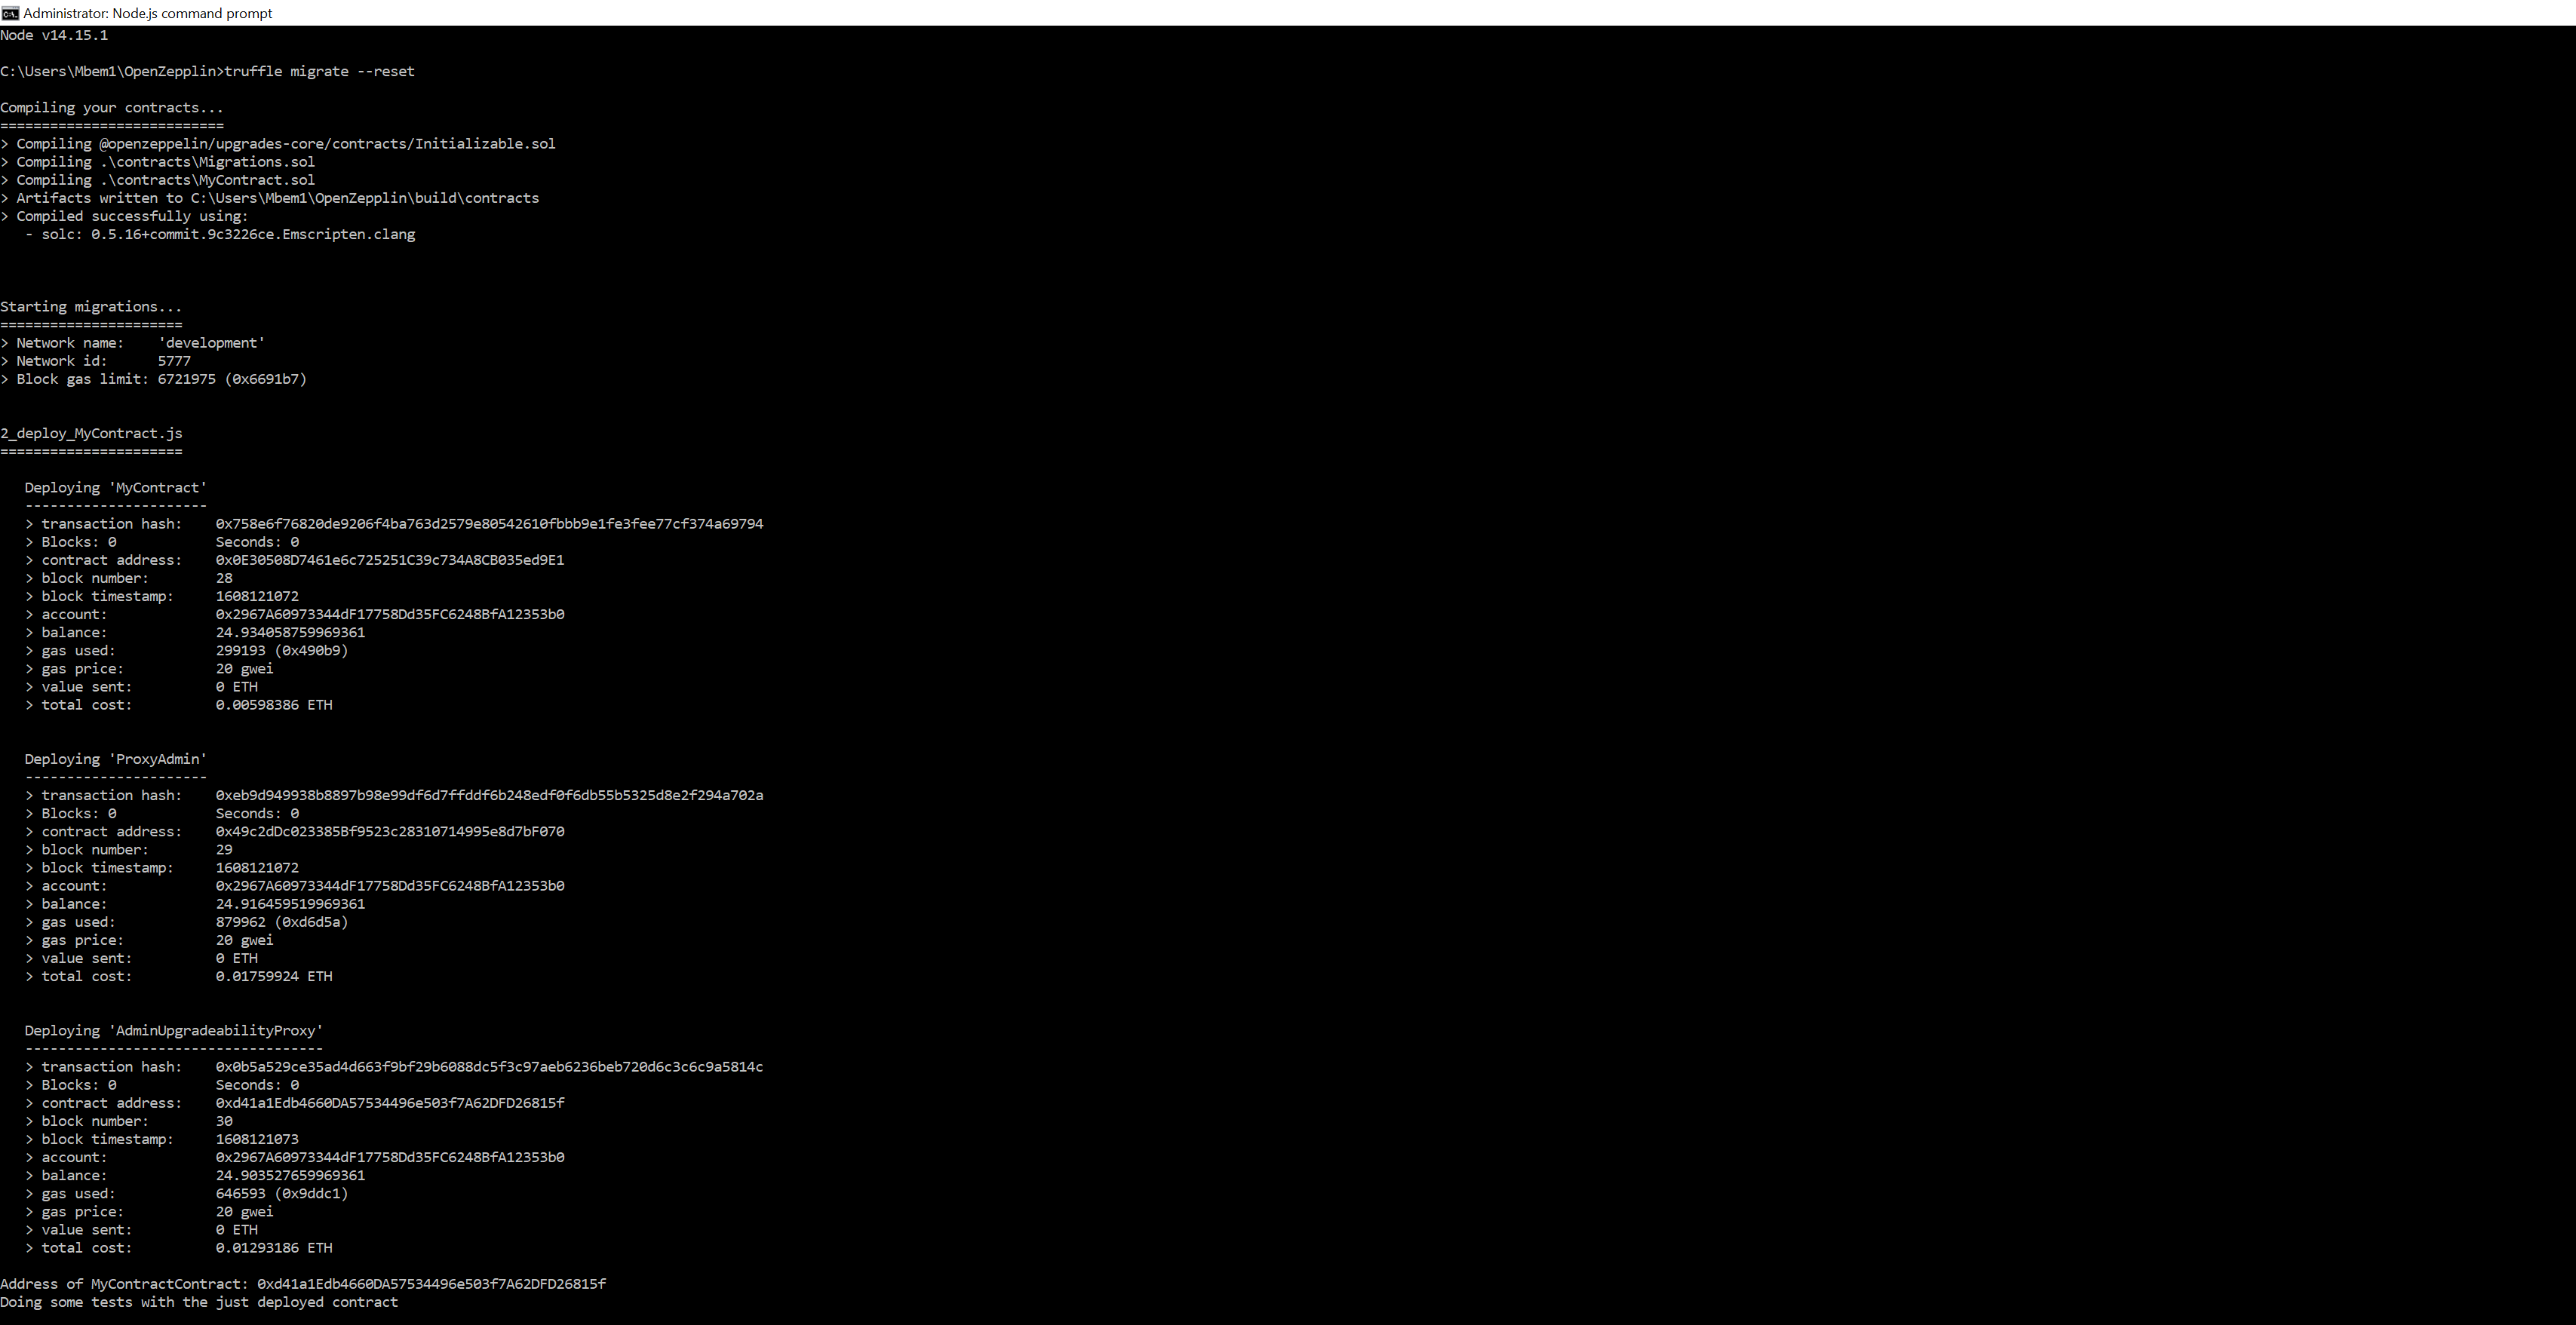 Administrator: Node.js command prompt
Node v14.15.1
C:\Users\Mbem1\OpenZepplin>truffle migrate --reset
Compiling your contracts...
===========================
> Compiling @openzeppelin/upgrades-core/contracts/Initializable.sol
> Compiling .\contracts\Migrations.sol
> Compiling .\contracts\MyContract.sol
> Artifacts written to C:\Users\Mbem1\OpenZepplin\build\contracts
> Compiled successfully using:
- solc: 0.5.16+commit.9c3226ce.Emscripten.clang
Starting migrations...
======================
> Network name: 'development'
> Network id: 5777
> Block gas limit: 6721975 (0x6691b7)
2_deploy_MyContract.js
======================
Deploying 'MyContract'
----------------------
> transaction hash: 0x758e6f76820de9206f4ba763d2579e80542610fbbb9e1fe3fee77cf374a69794
> Blocks: 0 Seconds: 0
> contract address: 0x0E30508D7461e6c725251C39c734A8CB035ed9E1
> block number: 28
> block timestamp: 1608121072
> account: 0x2967A60973344dF17758Dd35FC6248BfA12353b0
> balance: 24.934058759969361
> gas used: 299193 (0x490b9)
> gas price: 20 gwei
> value sent: 0 ETH
> total cost: 0.00598386 ETH
Deploying 'ProxyAdmin'
----------------------
> transaction hash: 0xeb9d949938b8897b98e99df6d7ffddf6b248edf0f6db55b5325d8e2f294a702a
> Blocks: 0 Seconds: 0
> contract address: 0x49c2dDc023385Bf9523c28310714995e8d7bF070
> block number: 29
> block timestamp: 1608121072
> account: 0x2967A60973344dF17758Dd35FC6248BfA12353b0
> balance: 24.916459519969361
> gas used: 879962 (0xd6d5a)
> gas price: 20 gwei
> value sent: 0 ETH
> total cost: 0.01759924 ETH
Deploying 'AdminUpgradeabilityProxy'
------------------------------------
> transaction hash: 0x0b5a529ce35ad4d663f9bf29b6088dc5f3c97aeb6236beb720d6c3c6c9a5814c
> Blocks: 0 Seconds: 0
> contract address: 0xd41a1Edb4660DA57534496e503f7A62DFD26815f
> block number: 30
> block timestamp: 1608121073
> account: 0x2967A60973344dF17758Dd35FC6248BfA12353b0
> balance: 24.903527659969361
> gas used: 646593 (0x9ddc1)
> gas price: 20 gwei
> value sent: 0 ETH
> total cost: 0.01293186 ETH
Address of MyContractContract: 0xd41a1Edb4660DA57534496e503f7A62DFD26815f
Doing some tests with the just deployed contract